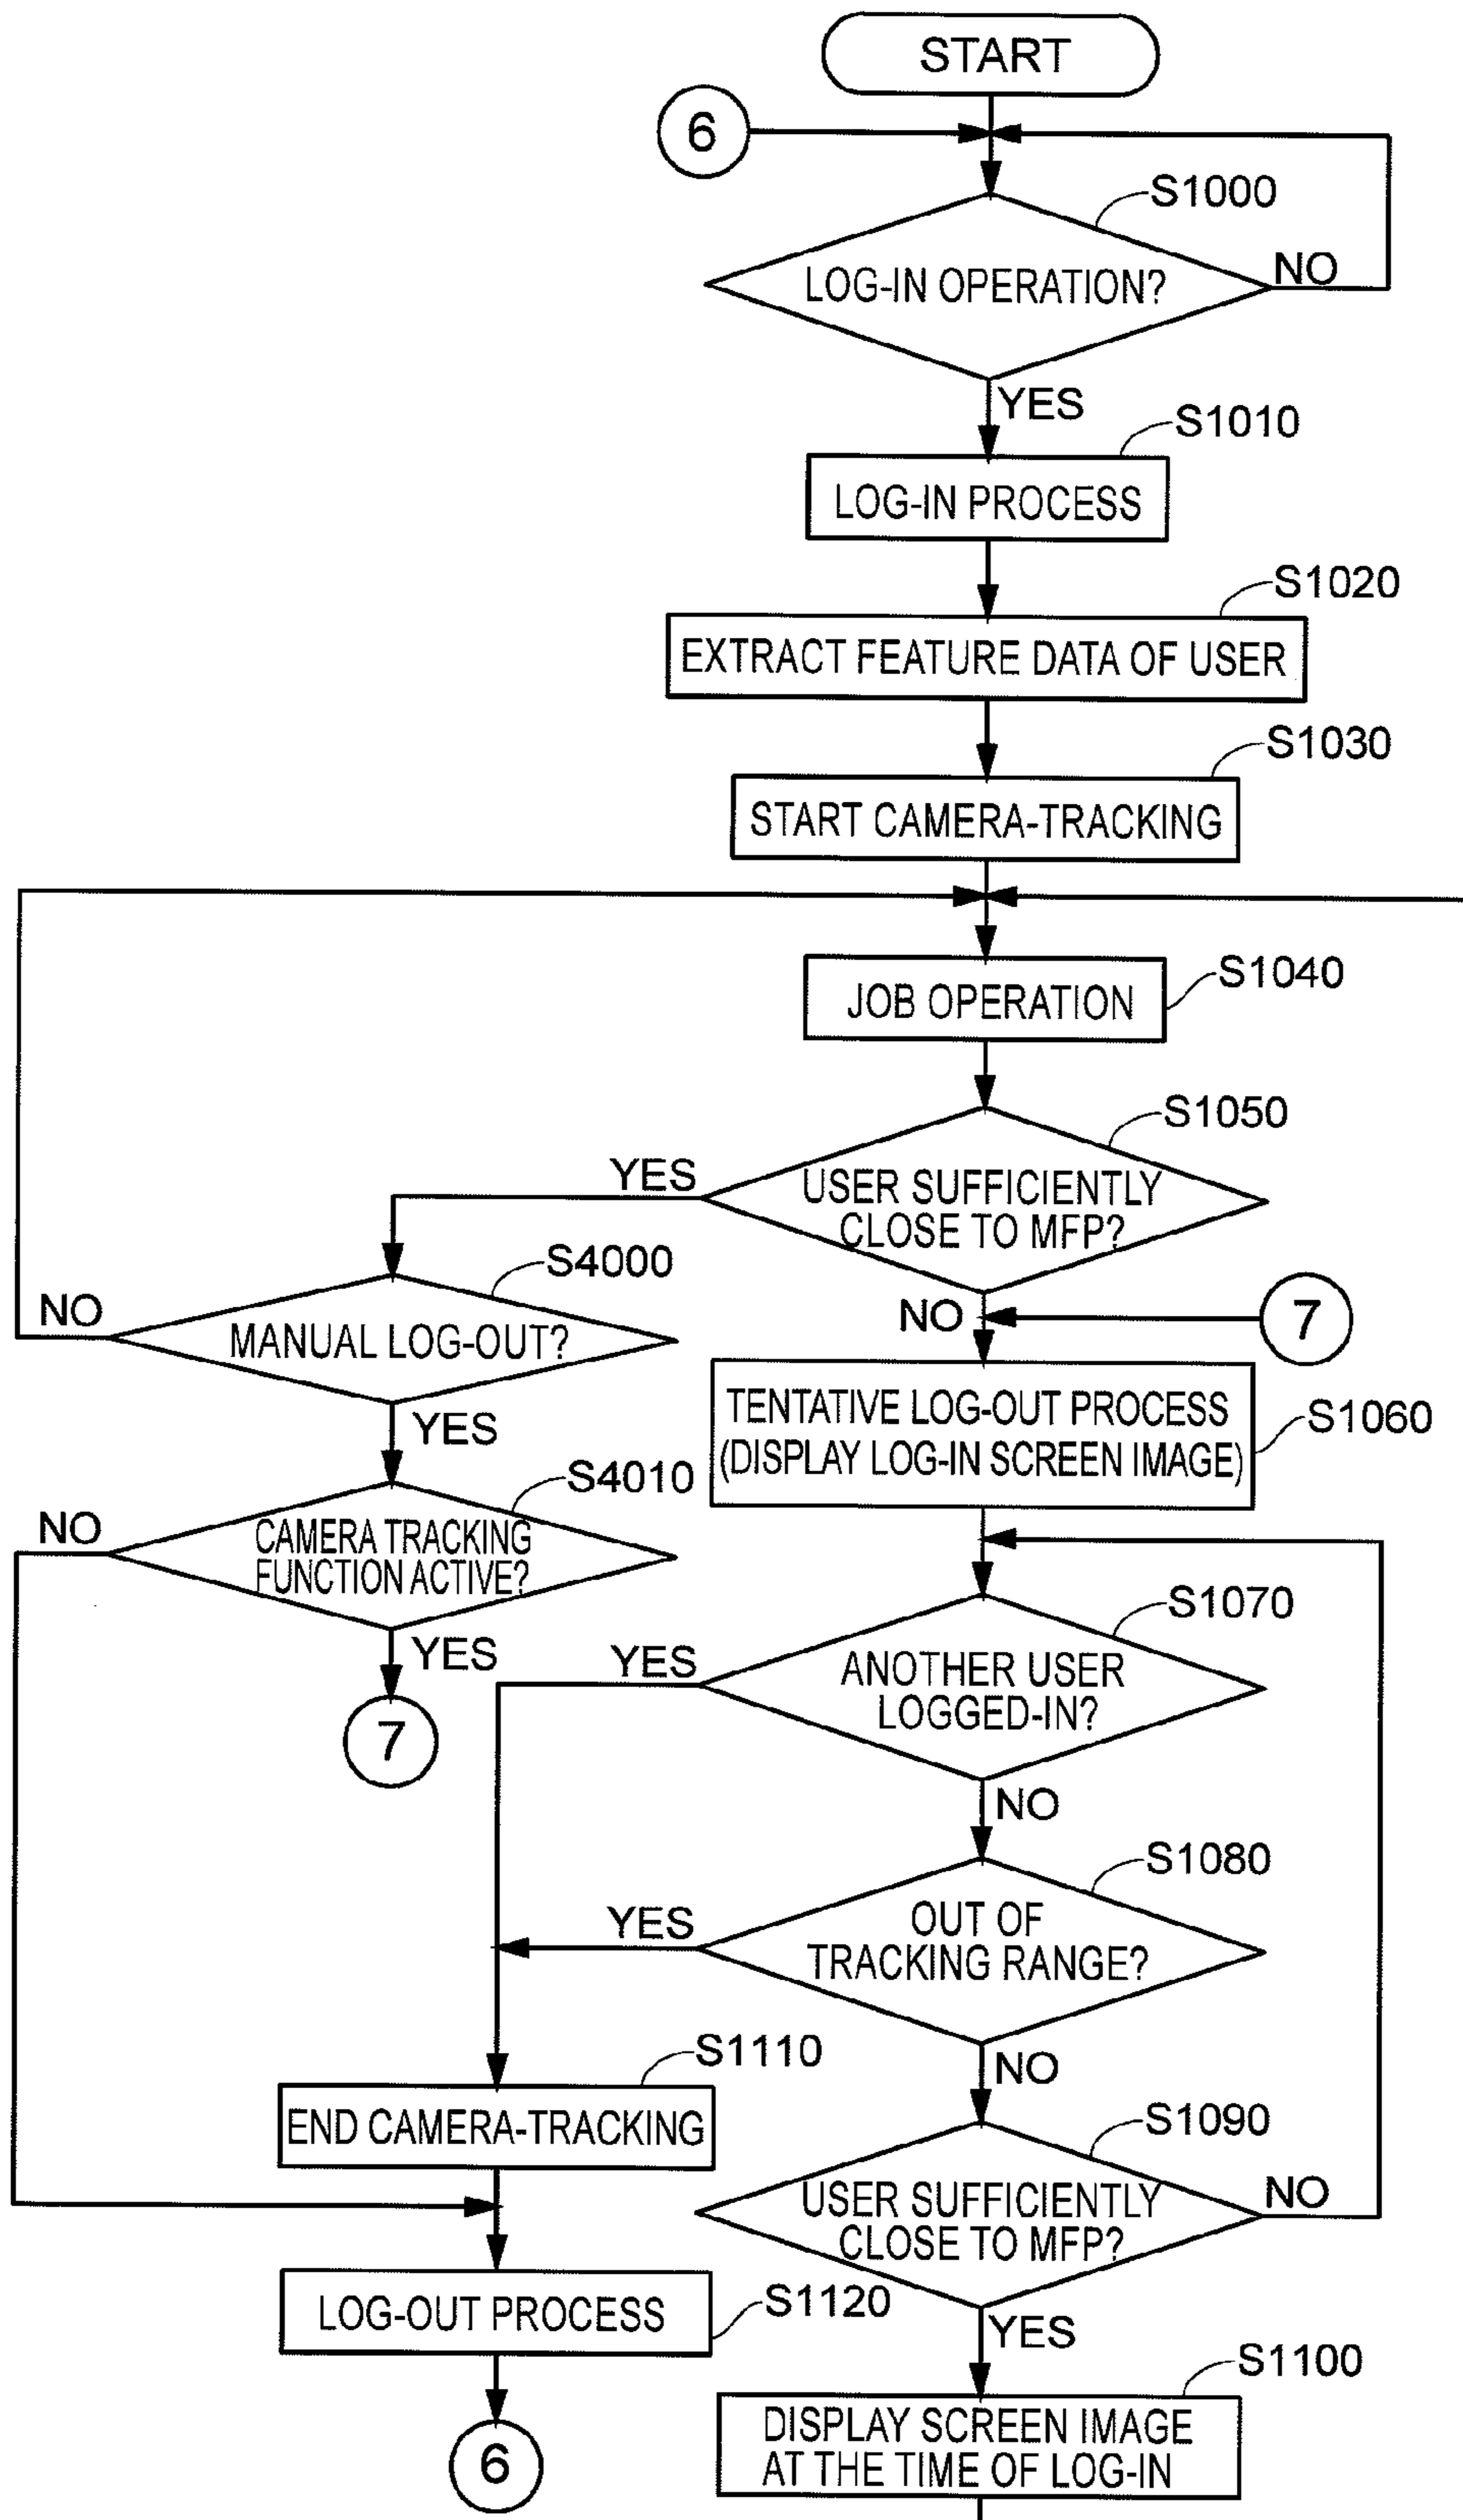 START
6
S1000
LOG-IN OPERATION?
NO
YES
S1010
LOG-IN PROCESS
S1020
EXTRACT FEATURE DATA OF USER
S1030
START CAMERA-TRACKING
S1040
JOB OPERATION
S1050
YES
USER SUFFICIENTLY
CLOSE TO MFP?
S4000
NO
MANUAL LOG-OUT?
NO
7
YES
TENTATIVE LOG-OUT PROCESS
(DISPLAY LOG-IN SCREEN IMAGE)
S1060
S4010
NO
CAMERA TRACKING
FUNCTION ACTIVE?
YES
7
S1070
YES
ANOTHER USER
LOGGED-IN?
NO
S1080
YES
OUT OF
TRACKING RANGE?
NO
S1110
END CAMERA-TRACKING
S1090
USER SUFFICIENTLY
CLOSE TO MFP?
NO
YES
LOG-OUT PROCESS
S1120
6
S1100
DISPLAY SCREEN IMAGE
AT THE TIME OF LOG-IN